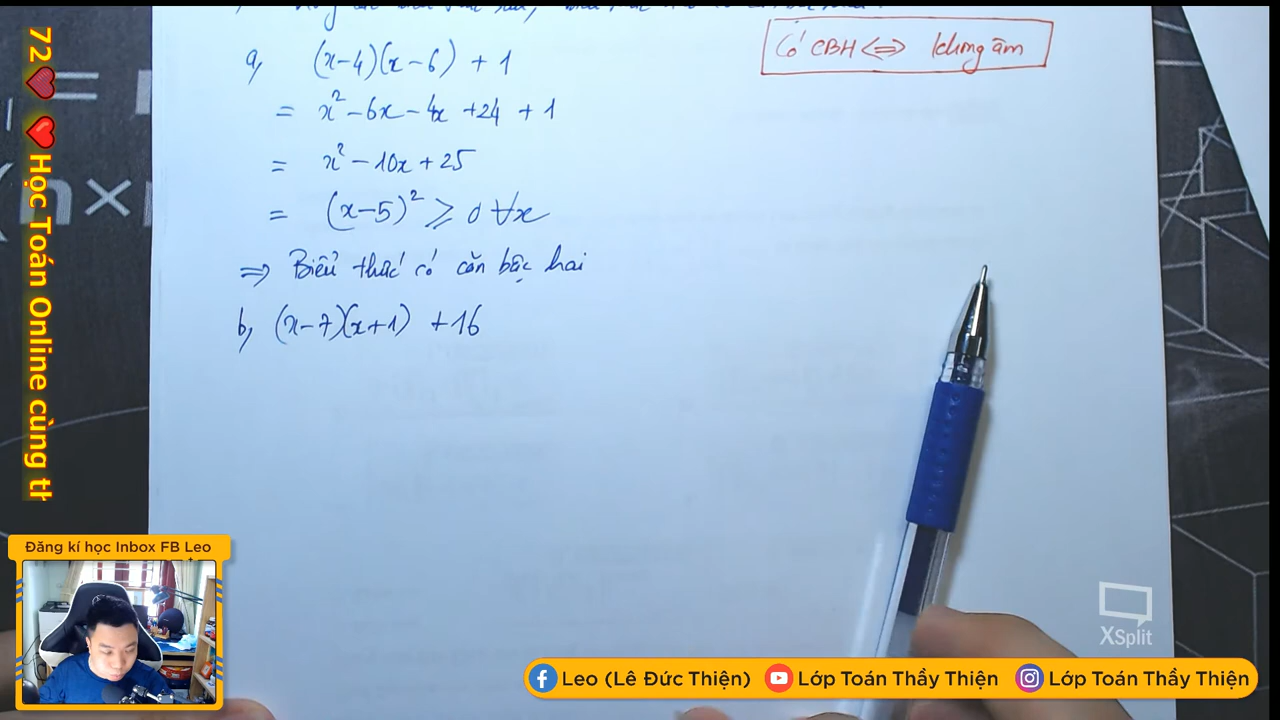 Có CBH <=> không âm
a, (x-4)(x-6) + 1
= x² - 6x - 4x + 24 + 1
= x² - 10x + 25
= (x-5)² ⩾ 0 ∀x
=> Biểu thức có căn bậc hai
b, (x-7)(x+1) + 16
72 ❤ ❤ Học Toán Online cùng th
Đăng kí học Inbox FB Leo
XSplit
Leo (Lê Đức Thiện) Lớp Toán Thầy Thiện Lớp Toán Thầy Thiện